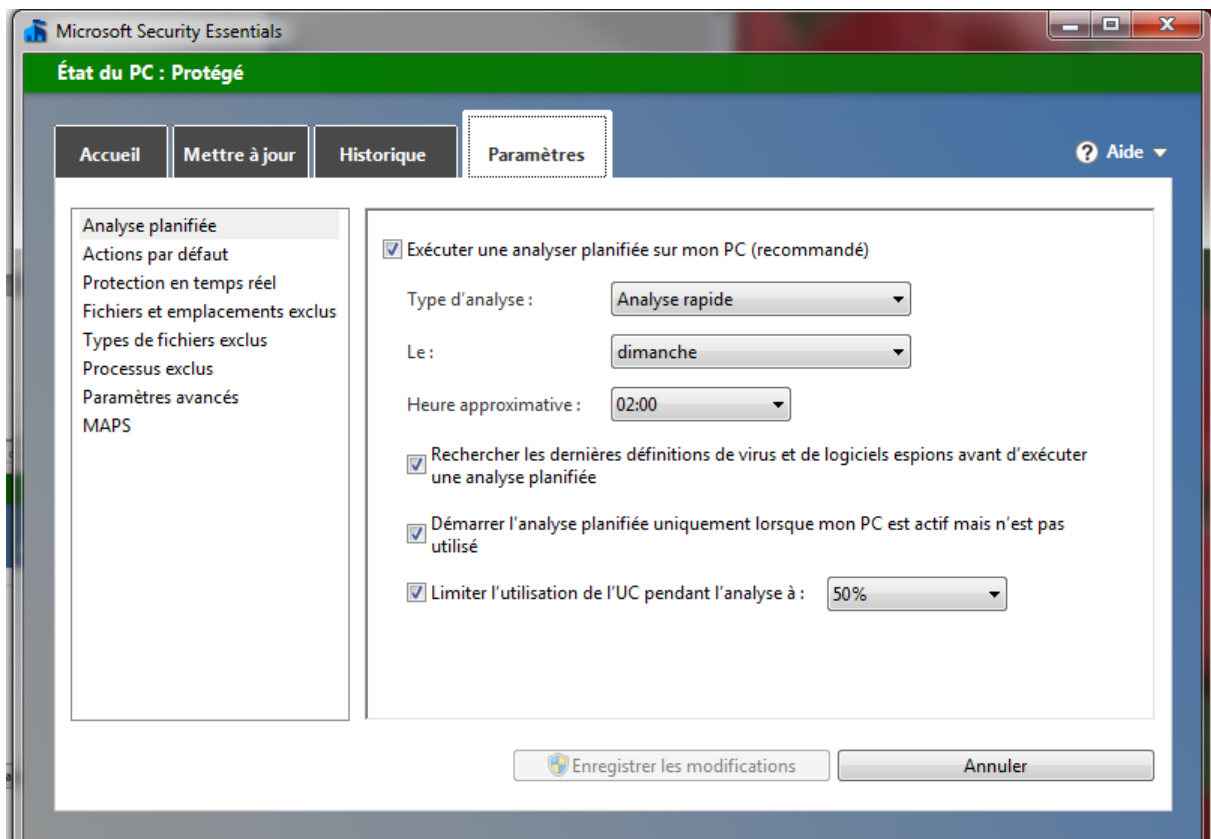 Microsoft Security Essentials
État du PC : Protégé
Accueil
Mettre à jour
Historique
Paramètres
Aide
Analyse planifiée
Actions par défaut
Protection en temps réel
Fichiers et emplacements exclus
Types de fichiers exclus
Processus exclus
Paramètres avancés
MAPS
Exécuter une analyser planifiée sur mon PC (recommandé)
Type d'analyse : Analyse rapide
Le : dimanche
Heure approximative : 02:00
Rechercher les dernières définitions de virus et de logiciels espions avant d'exécuter
une analyse planifiée
Démarrer l'analyse planifiée uniquement lorsque mon PC est actif mais n'est pas
utilisé
Limiter l'utilisation de l'UC pendant l'analyse à : 50%
Enregistrer les modifications
Annuler